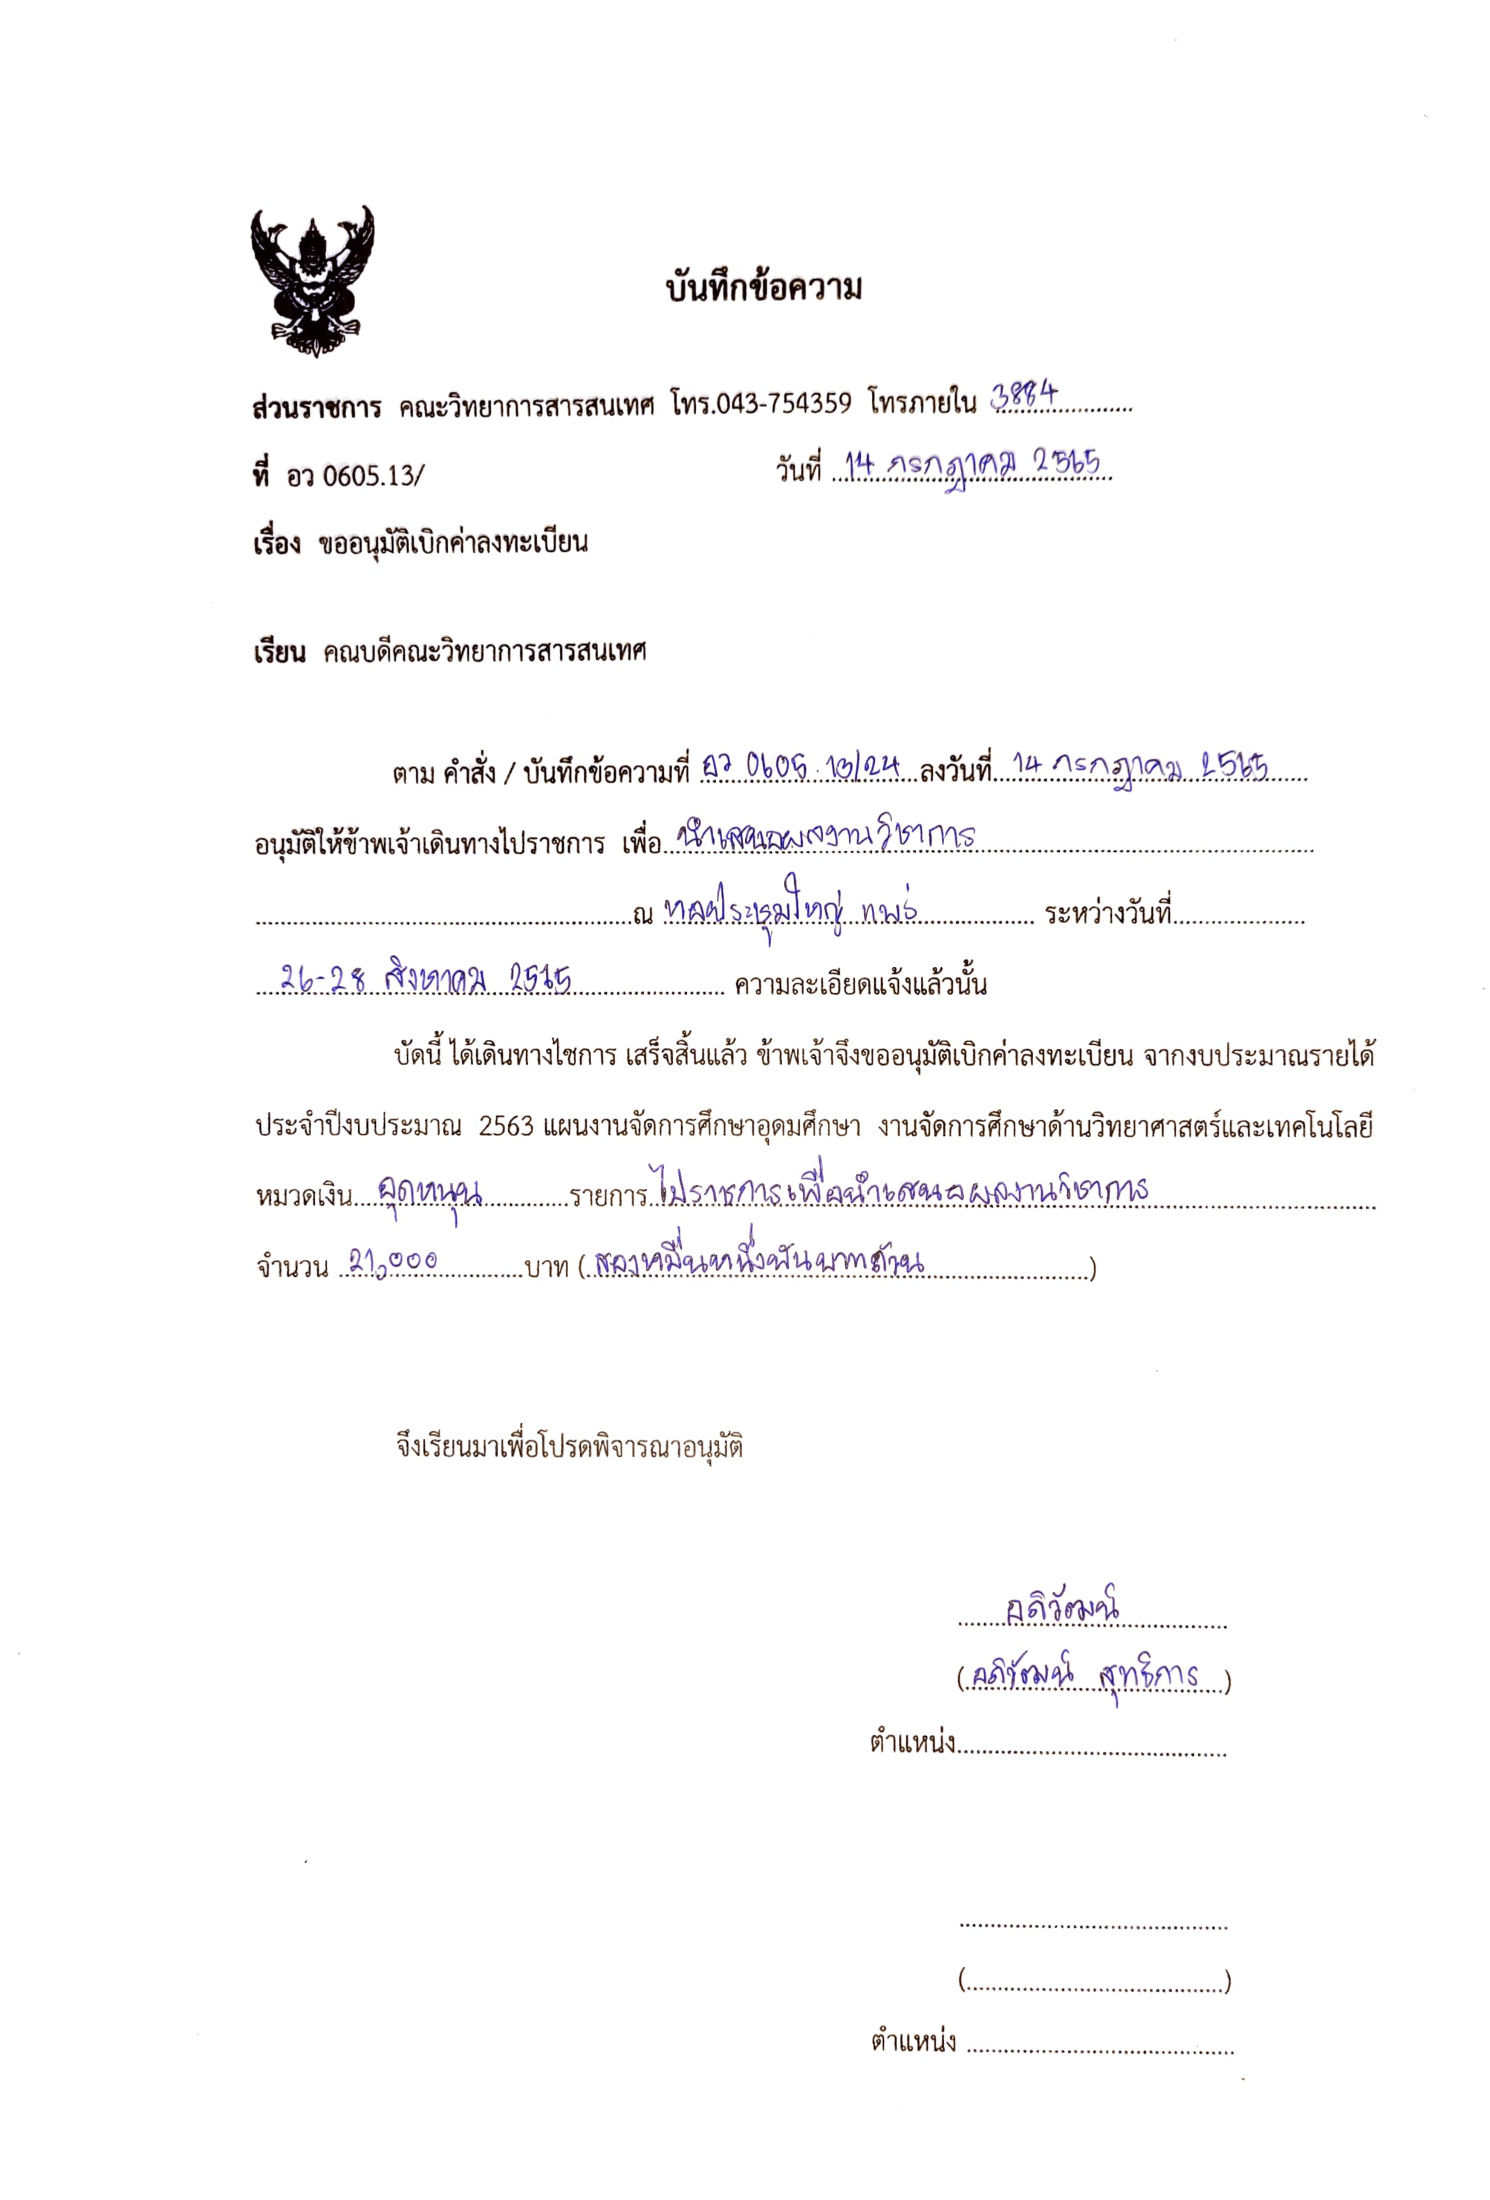 บันทึกข้อความ
ส่วนราชการ คณะวิทยาการสารสนเทศ โทร.043-754359 โทรภายใน 3884
ที่ อว 0605.13/ วันที่ 14 กรกฎาคม 2565
เรื่อง ขออนุมัติเบิกค่าลงทะเบียน
เรียน คณบดีคณะวิทยาการสารสนเทศ
ตาม คำสั่ง / บันทึกข้อความที่ อว 0605.13/24 ลงวันที่ 14 กรกฎาคม 2565
อนุมัติให้ข้าพเจ้าเดินทางไปราชการ เพื่อ นำเสนอผลงานวิชาการ
ณ หอประชุมใหญ่ แพร่ ระหว่างวันที่
26-28 สิงหาคม 2565 ความละเอียดแจ้งแล้วนั้น
บัดนี้ ได้เดินทางไชการ เสร็จสิ้นแล้ว ข้าพเจ้าจึงขออนุมัติเบิกค่าลงทะเบียน จากงบประมาณรายได้
ประจำปีงบประมาณ 2563 แผนงานจัดการศึกษาอุดมศึกษา งานจัดการศึกษาด้านวิทยาศาสตร์และเทคโนโลยี
หมวดเงิน อุดหนุน รายการ ไปราชการเพื่อนำเสนอผลงานวิชาการ
จำนวน 21,000 บาท (สองหมื่นหนึ่งพันบาทถ้วน)
จึงเรียนมาเพื่อโปรดพิจารณาอนุมัติ
อภิวัฒน์
(อภิวัฒน์ สุทธิการ)
ตำแหน่ง
(
)
ตำแหน่ง